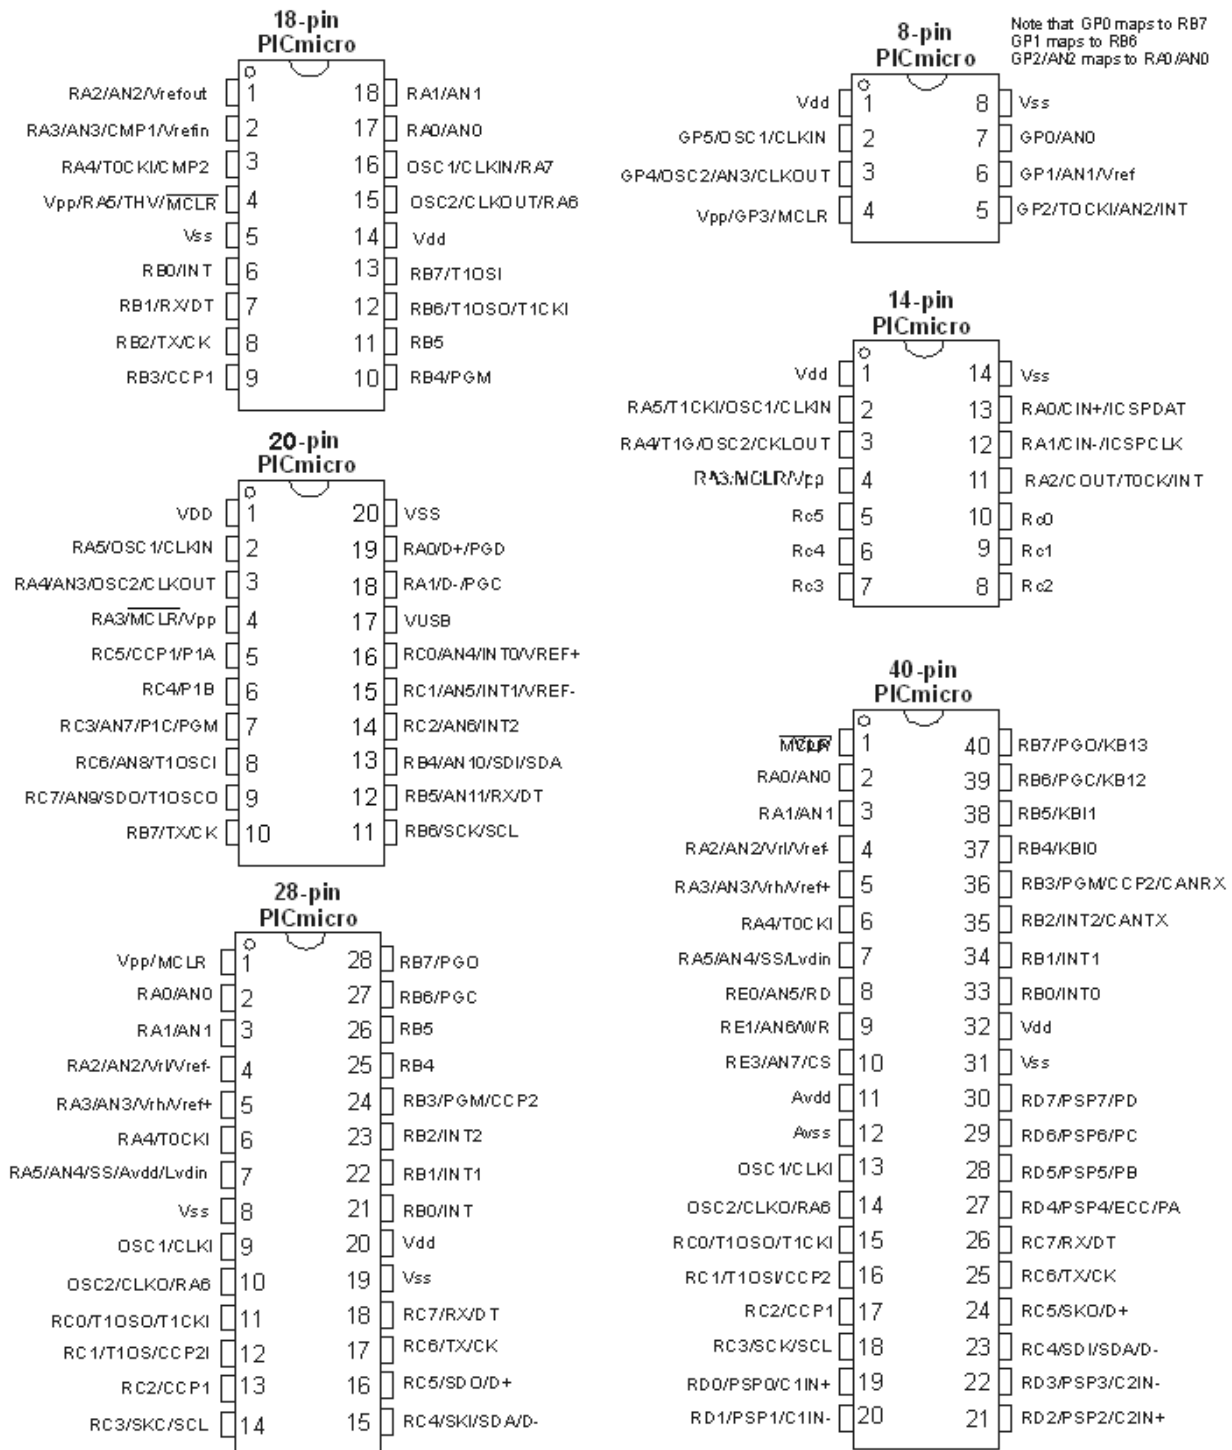 18-pin
PICmicro
RA2/AN2/Vrefout 1 18 RA1/AN1
RA3/AN3/CMP1/Vrefin 2 17 RA0/AN0
RA4/T0CKI/CMP2 3 16 OSC1/CLKIN/RA7
Vpp/RA5/THV/MCLR 4 15 OSC2/CLKOUT/RA6
Vss 5 14 Vdd
RB0/INT 6 13 RB7/T1OSI
RB1/RX/DT 7 12 RB6/T1OSO/T1CKI
RB2/TX/CK 8 11 RB5
RB3/CCP1 9 10 RB4/PGM
8-pin
PICmicro
Note that GP0 maps to RB7
GP1 maps to RB6
GP2/AN2 maps to RA0/AN0
Vdd 1 8 Vss
GP5/OSC1/CLKIN 2 7 GP0/AN0
GP4/OSC2/AN3/CLKOUT 3 6 GP1/AN1/Vref
Vpp/GP3/MCLR 4 5 GP2/TOCKI/AN2/INT
14-pin
PICmicro
Vdd 1 14 Vss
RA5/T1CKI/OSC1/CLKIN 2 13 RA0/CIN+/ICSPDAT
RA4/T1G/OSC2/CKLOUT 3 12 RA1/CIN-/ICSPCLK
RA3/MCLR/Vpp 4 11 RA2/COUT/TOCK/INT
Rc5 5 10 Rc0
Rc4 6 9 Rc1
Rc3 7 8 Rc2
20-pin
PICmicro
VDD 1 20 VSS
RA5/OSC1/CLKIN 2 19 RA0/D+/PGD
RA4/AN3/OSC2/CLKOUT 3 18 RA1/D-/PGC
RA3/MCLR/Vpp 4 17 VUSB
RC5/CCP1/P1A 5 16 RC0/AN4/INT0/VREF+
RC4/P1B 6 15 RC1/AN5/INT1/VREF-
RC3/AN7/P1C/PGM 7 14 RC2/AN6/INT2
RC6/AN8/T1OSCI 8 13 RB4/AN10/SDI/SDA
RC7/AN9/SDO/T1OSCO 9 12 RB5/AN11/RX/DT
RB7/TX/CK 10 11 RB6/SCK/SCL
28-pin
PICmicro
Vpp/MCLR 1 28 RB7/PGO
RA0/AN0 2 27 RB6/PGC
RA1/AN1 3 26 RB5
RA2/AN2/Vrl/Vref- 4 25 RB4
RA3/AN3/Vrh/Vref+ 5 24 RB3/PGM/CCP2
RA4/T0CKI 6 23 RB2/INT2
RA5/AN4/SS/Avdd/Lvdin 7 22 RB1/INT1
Vss 8 21 RB0/INT
OSC1/CLKI 9 20 Vdd
OSC2/CLKO/RA6 10 19 Vss
RC0/T1OSO/T1CKI 11 18 RC7/RX/DT
RC1/T1OS/CCP2I 12 17 RC6/TX/CK
RC2/CCP1 13 16 RC5/SDO/D+
RC3/SKC/SCL 14 15 RC4/SKI/SDA/D-
40-pin
PICmicro
1 40 RB7/PGO/KB13
RA0/AN0 2 39 RB6/PGC/KB12
RA1/AN1 3 38 RB5/KBI1
RA2/AN2/Vrl/Vref- 4 37 RB4/KBI0
RA3/AN3/Vrh/Vref+ 5 36 RB3/PGM/CCP2/CANRX
RA4/T0CKI 6 35 RB2/INT2/CANTX
RA5/AN4/SS/Lvdin 7 34 RB1/INT1
RE0/AN5/RD 8 33 RB0/INT0
RE1/AN6/WR 9 32 Vdd
RE3/AN7/CS 10 31 Vss
Avdd 11 30 RD7/PSP7/PD
Avss 12 29 RD6/PSP6/PC
OSC1/CLKI 13 28 RD5/PSP5/PB
OSC2/CLKO/RA6 14 27 RD4/PSP4/ECC/PA
RC0/T1OSO/T1CKI 15 26 RC7/RX/DT
RC1/T1OSI/CCP2 16 25 RC6/TX/CK
RC2/CCP1 17 24 RC5/SKO/D+
RC3/SCK/SCL 18 23 RC4/SDI/SDA/D-
RD0/PSP0/C1IN+ 19 22 RD3/PSP3/C2IN-
RD1/PSP1/C1IN- 20 21 RD2/PSP2/C2IN+